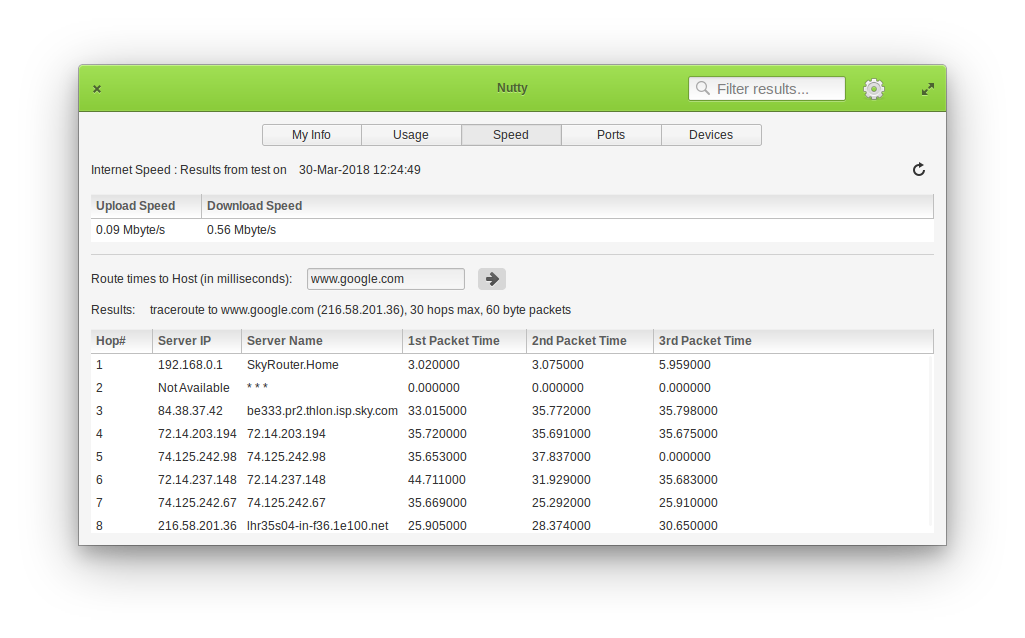 Nutty Filter results...
My Info Usage Speed Ports Devices
Internet Speed : Results from test on 30-Mar-2018 12:24:49
Upload Speed Download Speed
0.09 Mbyte/s 0.56 Mbyte/s
Route times to Host (in milliseconds): www.google.com
Results: traceroute to www.google.com (216.58.201.36), 30 hops max, 60 byte packets
Hop# Server IP Server Name 1st Packet Time 2nd Packet Time 3rd Packet Time
1 192.168.0.1 SkyRouter.Home 3.020000 3.075000 5.959000
2 Not Available * * * 0.000000 0.000000 0.000000
3 84.38.37.42 be333.pr2.thlon.isp.sky.com 33.015000 35.772000 35.798000
4 72.14.203.194 72.14.203.194 35.720000 35.691000 35.675000
5 74.125.242.98 74.125.242.98 35.653000 37.837000 0.000000
6 72.14.237.148 72.14.237.148 44.711000 31.929000 35.683000
7 74.125.242.67 74.125.242.67 35.669000 25.292000 25.910000
8 216.58.201.36 lhr35s04-in-f36.1e100.net 25.905000 28.374000 30.650000